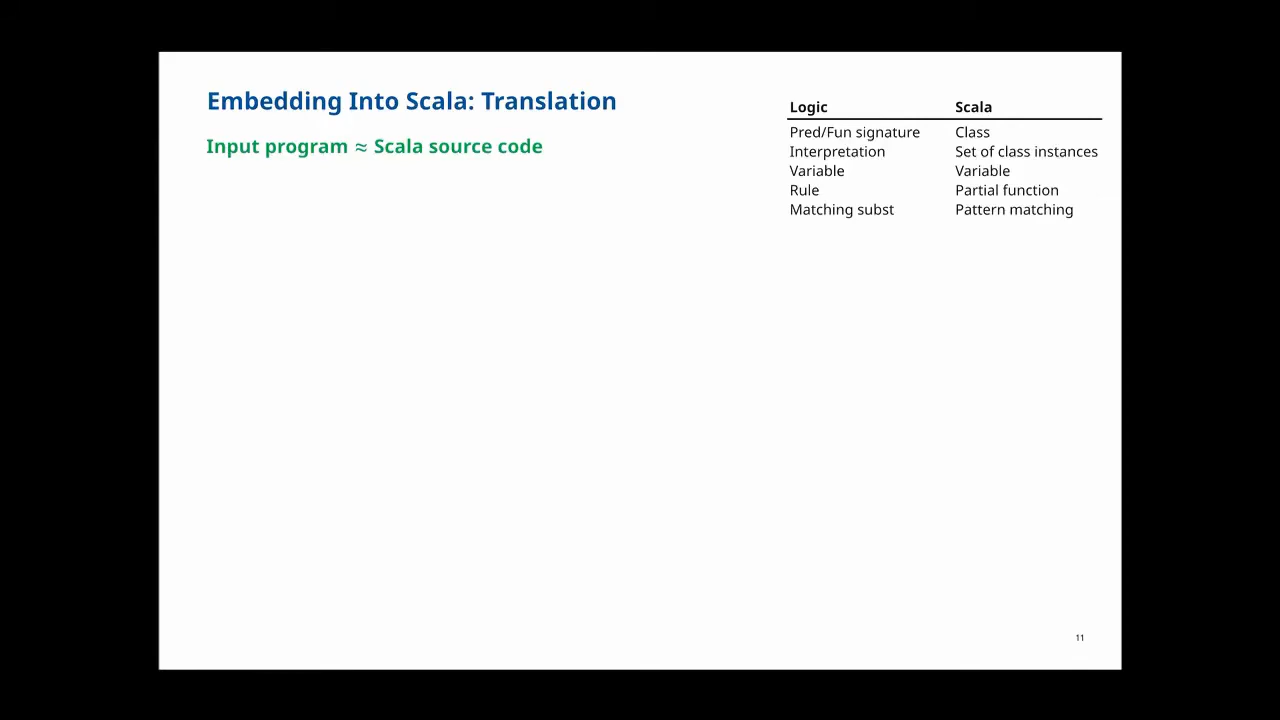 Embedding Into Scala: Translation
Input program ≈ Scala source code
Logic Scala
Pred/Fun signature Class
Interpretation Set of class instances
Variable Variable
Rule Partial function
Matching subst Pattern matching
11